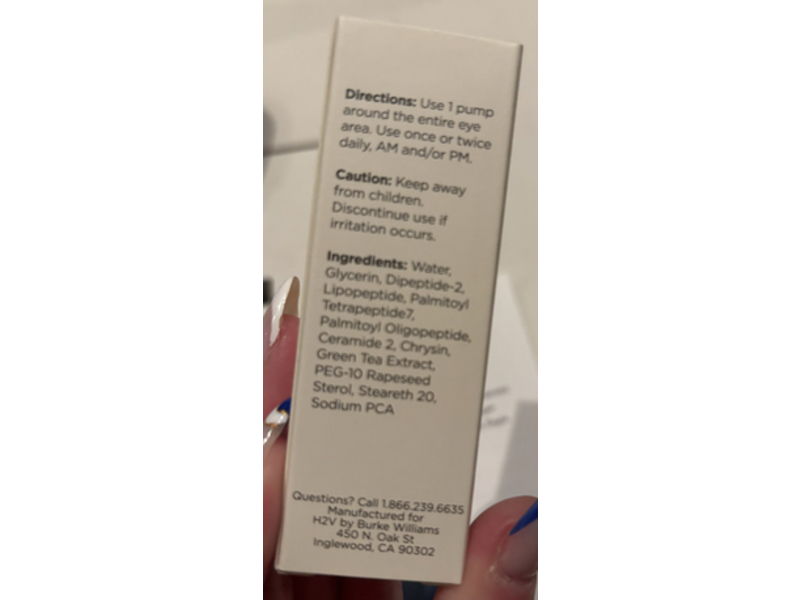 Directions: Use 1 pump
around the entire eye
area. Use once or twice
daily, AM and/or PM.
Caution: Keep away
from children.
Discontinue use if
irritation occurs.
Ingredients: Water,
Glycerin, Dipeptide-2,
Lipopeptide, Palmitoyl
Tetrapeptide7,
Palmitoyl Oligopeptide,
Ceramide 2, Chrysin,
Green Tea Extract,
PEG-10 Rapeseed
Sterol, Steareth 20,
Sodium PCA
Questions? Call 1.866.239.6635
Manufactured for
H2V by Burke Williams
450 N. Oak St
Inglewood, CA 90302